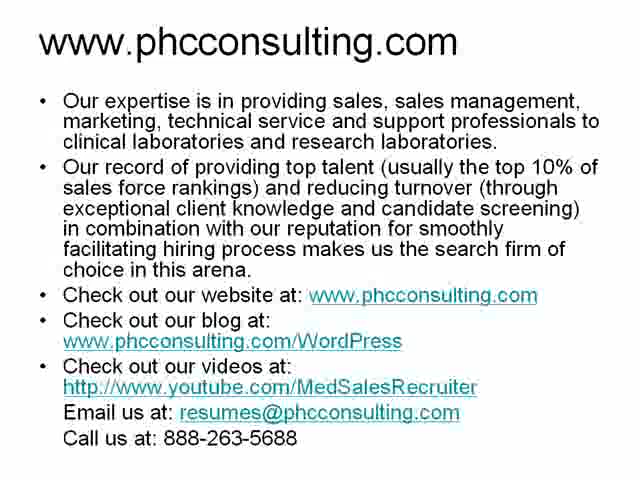 www.phcconsulting.com
• Our expertise is in providing sales, sales management,
marketing, technical service and support professionals to
clinical laboratories and research laboratories.
• Our record of providing top talent (usually the top 10% of
sales force rankings) and reducing turnover (through
exceptional client knowledge and candidate screening)
in combination with our reputation for smoothly
facilitating hiring process makes us the search firm of
choice in this arena.
• Check out our website at: www.phcconsulting.com
• Check out our blog at:
www.phcconsulting.com/WordPress
• Check out our videos at:
http://www.youtube.com/MedSalesRecruiter
Email us at: resumes@phcconsulting.com
Call us at: 888-263-5688